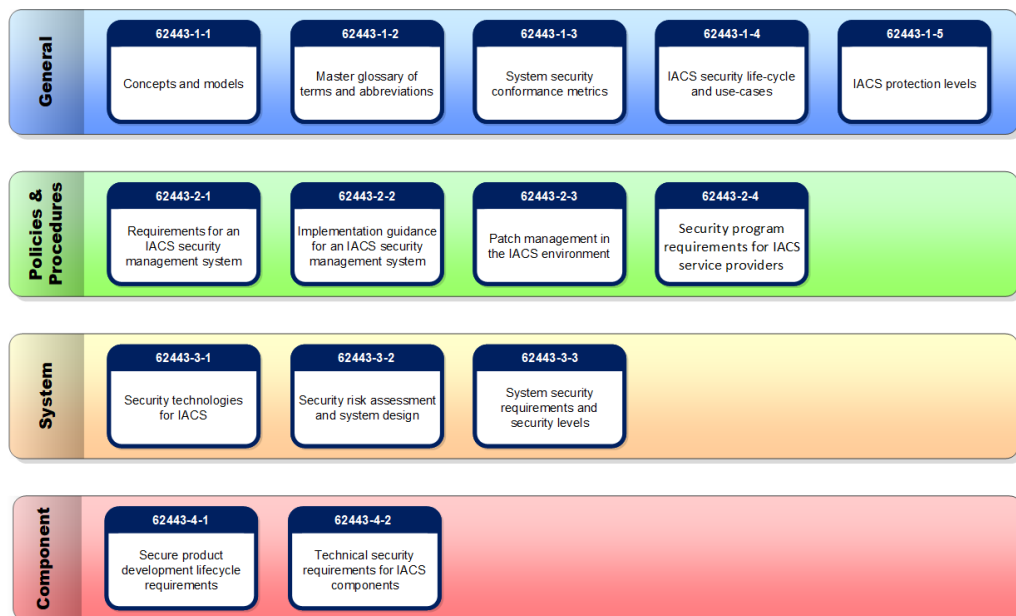 General
62443-1-1
Concepts and models
62443-1-2
Master glossary of
terms and abbreviations
62443-1-3
System security
conformance metrics
62443-1-4
IACS security life-cycle
and use-cases
62443-1-5
IACS protection levels
Policies &
Procedures
62443-2-1
Requirements for an
IACS security
management system
62443-2-2
Implementation guidance
for an IACS security
management system
62443-2-3
Patch management in
the IACS environment
62443-2-4
Security program
requirements for IACS
service providers
System
62443-3-1
Security technologies
for IACS
62443-3-2
Security risk assessment
and system design
62443-3-3
System security
requirements and
security levels
Component
62443-4-1
Secure product
development lifecycle
requirements
62443-4-2
Technical security
requirements for IACS
components